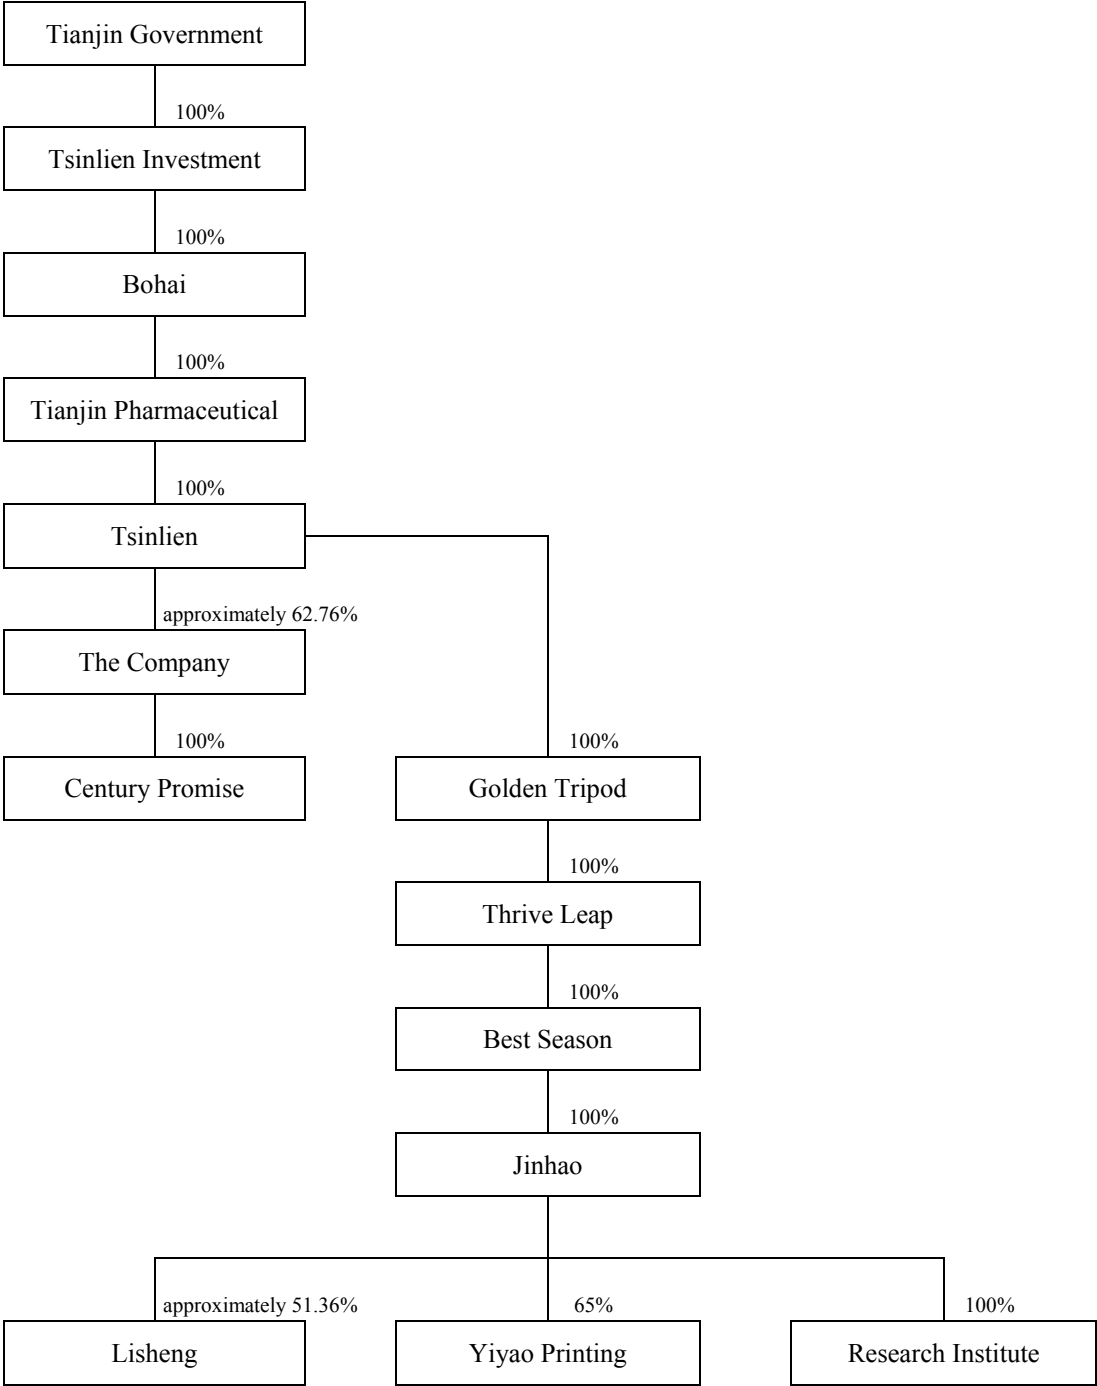 Tianjin Government
100%
Tsinlien Investment
100%
Bohai
100%
Tianjin Pharmaceutical
100%
Tsinlien
approximately 62.76%
The Company
100%
100%
Century Promise
Golden Tripod
100%
Thrive Leap
100%
Best Season
100%
Jinhao
approximately 51.36%
65%
100%
Lisheng
Yiyao Printing
Research Institute